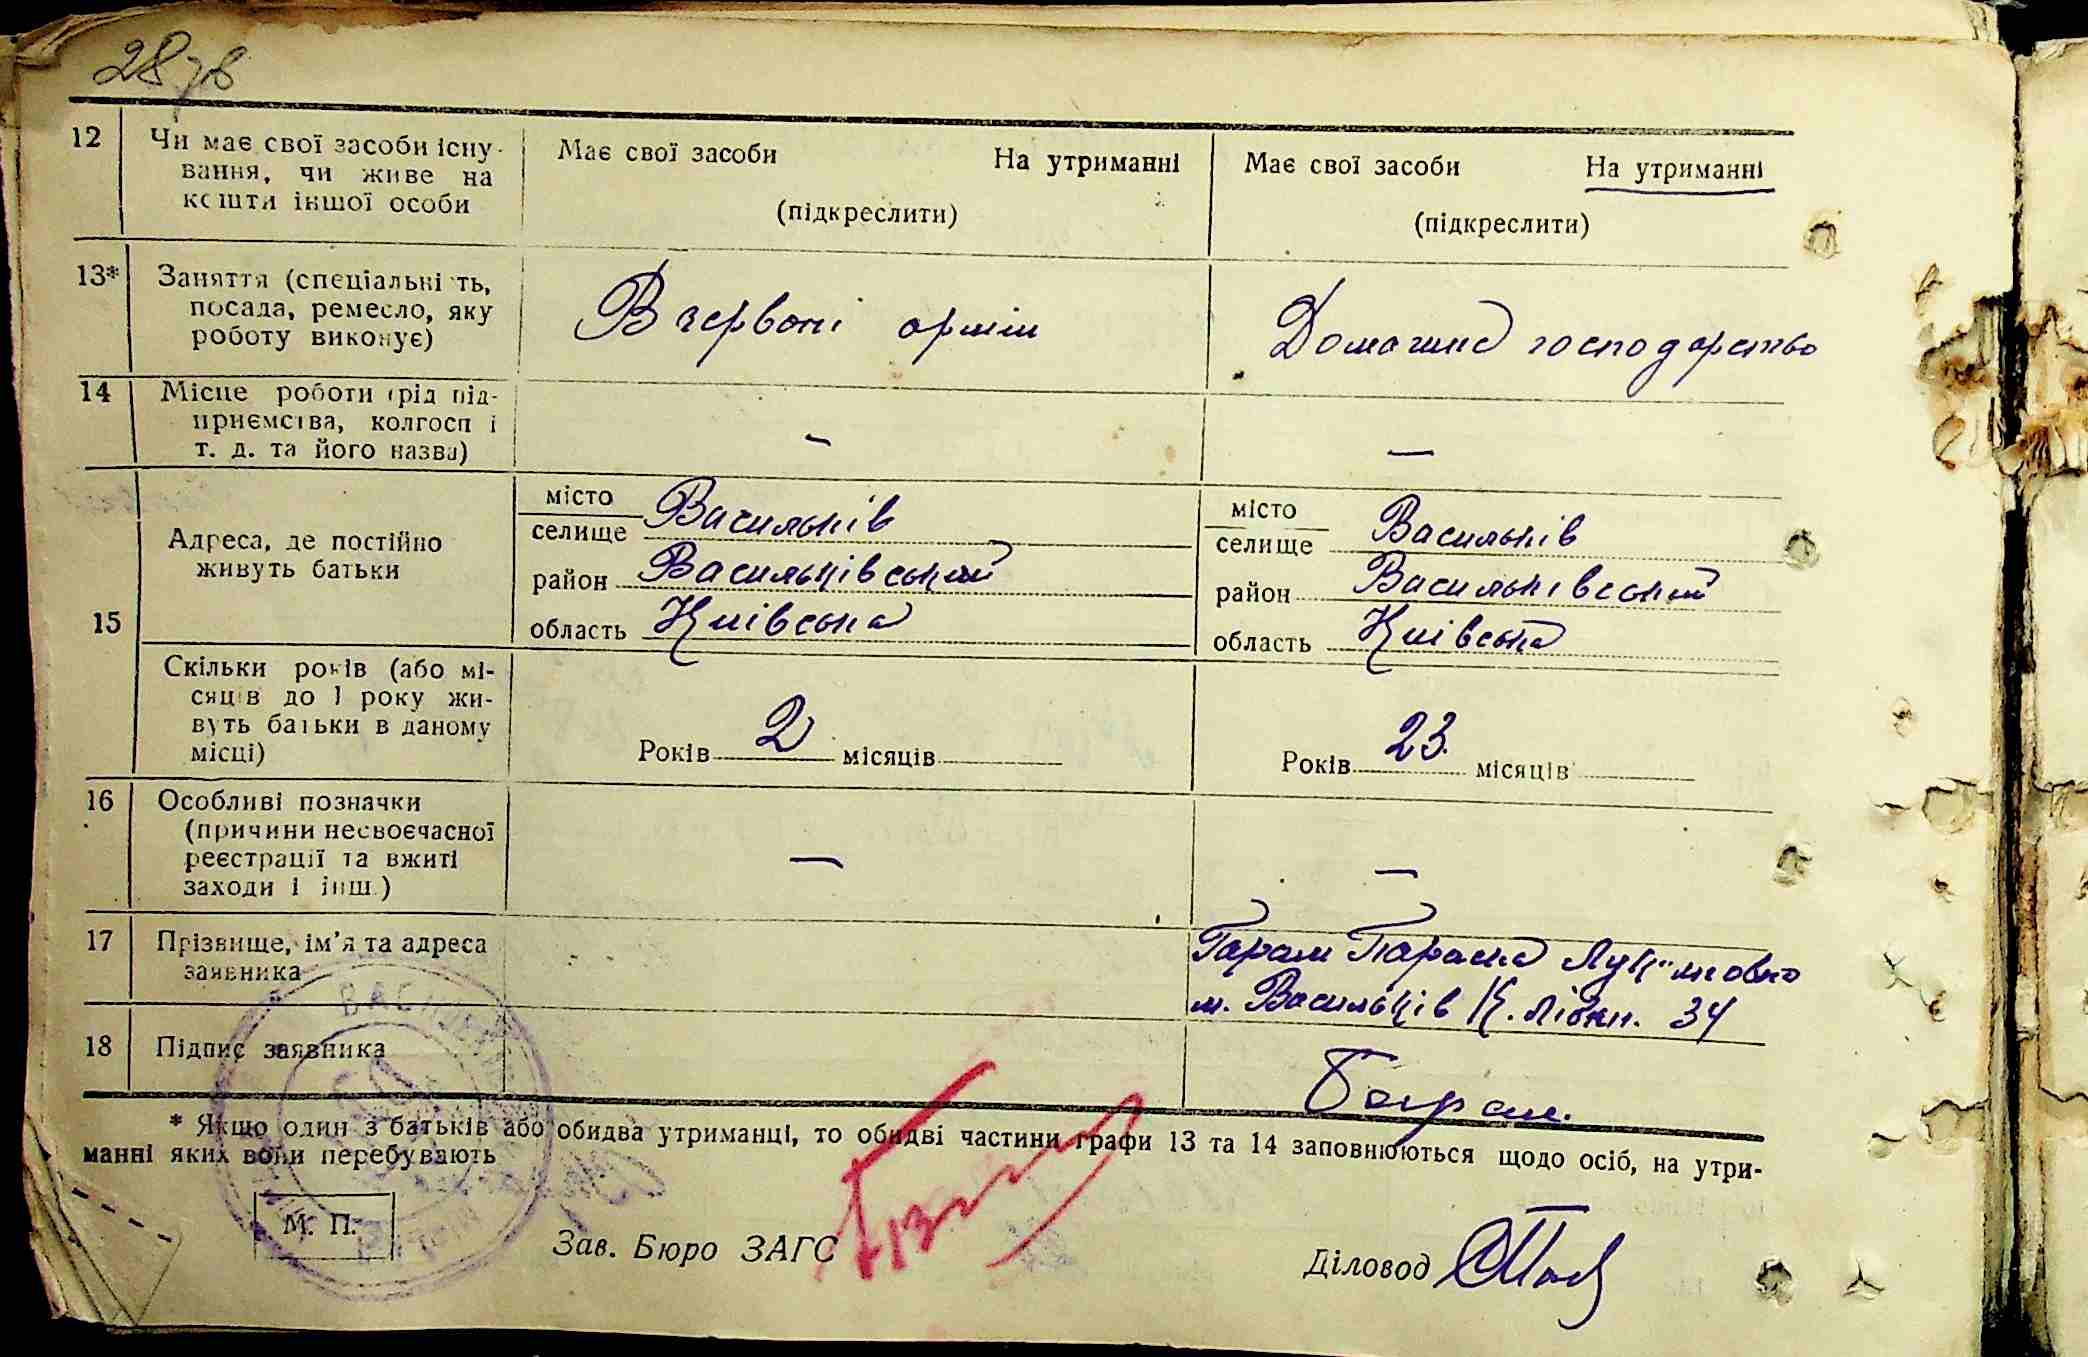 28
12 Чи має свої засоби існу- Має свої засоби На утриманні Має свої засоби На утриманні
вання, чи живе на
кошти іншої особи (підкреслити) (підкреслити)
13* Заняття (спеціальність,
посада, ремесло, яку В червоні армии Домашнє господарство
роботу виконує)
14 Місце роботи (рід під-
приємства, колгосп і — —
т. д. та його назва)
15 Адреса, де постійно
живуть батьки
місто
селище Васильків
район Васильківський
область Київська
місто
селище Васильків
район Васильківський
область Київська
Скільки років (або мі-
сяців до 1 року жи-
вуть батьки в даному
місці)
Років 2 місяців
Років 23 місяців
16 Особливі позначки
(причини несвоєчасної
реєстрації та вжиті — —
заходи і інш.)
17 Прізвище, ім'я та адреса Параска
заявника м. Васильків К. Лібкн. 34
18 Підпис заявника
* Якщо один з батьків або обидва утриманці, то обидві частини графи 13 та 14 заповнюються щодо осіб, на утри-
манні яких вони перебувають
М. П.
Зав. Бюро ЗАГС Діловод